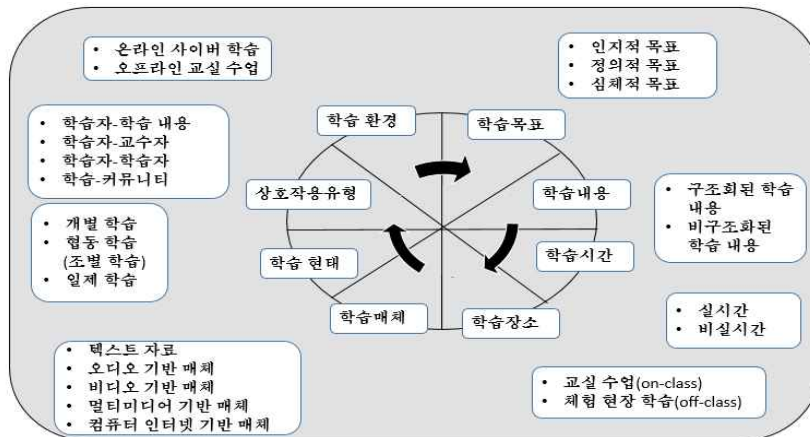 • 온라인 사이버 학습
• 오프라인 교실 수업
• 인지적 목표
• 정의적 목표
• 심체적 목표
학습 환경
학습목표
• 학습자-학습 내용
• 학습자-교수자
• 학습자-학습자
• 학습-커뮤니티
상호작용유형
학습내용
• 구조회된 학습
내용
• 비구조화된
학습 내용
• 개별 학습
• 협동 학습
(조별 학습)
• 일제 학습
학습 현태
학습시간
학습매체
학습장소
• 실시간
• 비실시간
• 텍스트 자료
• 오디오 기반 매체
• 비디오 기반 매체
• 멀티미디어 기반 매체
• 컴퓨터 인터넷 기반 매체
• 교실 수업(on-class)
• 체험 현장 학습(off-class)